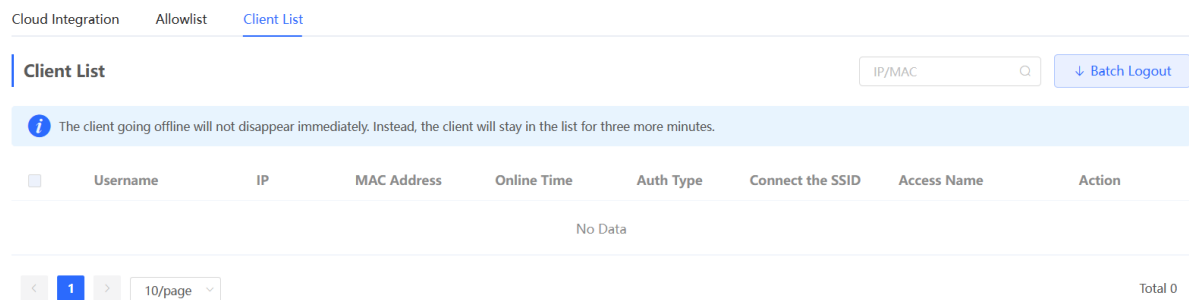 Cloud Integration Allowlist Client List
Client List IP/MAC ↓ Batch Logout
i The client going offline will not disappear immediately. Instead, the client will stay in the list for three more minutes.
Username IP MAC Address Online Time Auth Type Connect the SSID Access Name Action
No Data
< 1 > 10/page Total 0